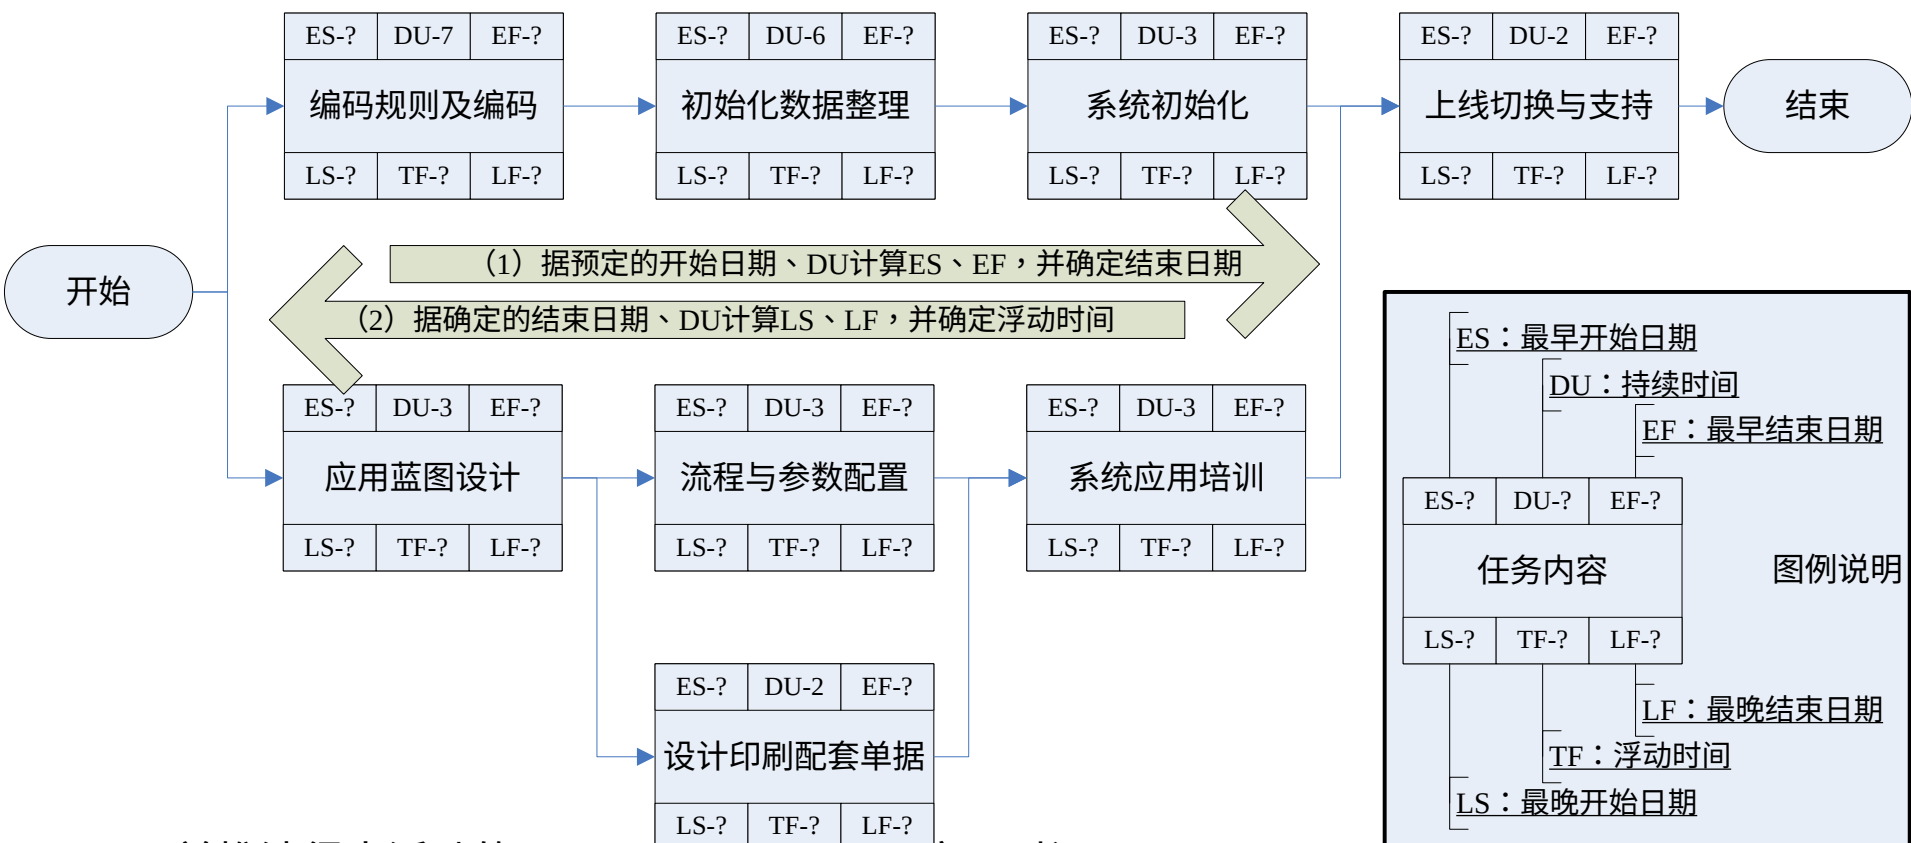 ES-? DU-7 EF-? ES-? DU-6 EF-? ES-? DU-3 EF-? ES-? DU-2 EF-?
编码规则及编码 初始化数据整理 系统初始化 上线切换与支持 结束
LS-? TF-? LF-? LS-? TF-? LF-? LS-? TF-? LF-? LS-? TF-? LF-?
（1）据预定的开始日期、DU计算ES、EF，并确定结束日期
开始
（2）据确定的结束日期、DU计算LS、LF，并确定浮动时间
ES-? DU-3 EF-? ES-? DU-3 EF-? ES-? DU-3 EF-?
应用蓝图设计 流程与参数配置 系统应用培训
LS-? TF-? LF-? LS-? TF-? LF-? LS-? TF-? LF-?
ES-? DU-2 EF-?
设计印刷配套单据
LS-? TF-? LF-?
ES：最早开始日期
DU：持续时间
EF：最早结束日期
ES-? DU-? EF-?
任务内容 图例说明
LS-? TF-? LF-?
LF：最晚结束日期
TF：浮动时间
LS：最晚开始日期